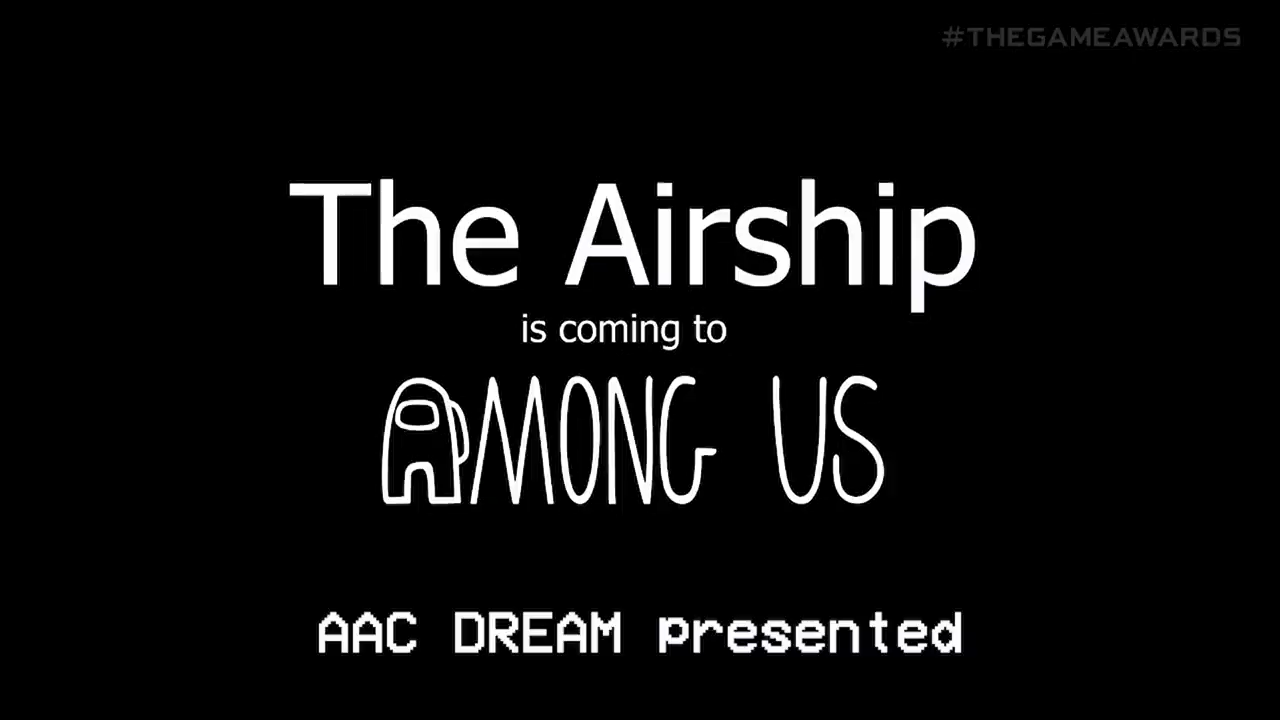 #THEGAMEAWARDS
The Airship
is coming to
AMONG US
AAC DREAM presented